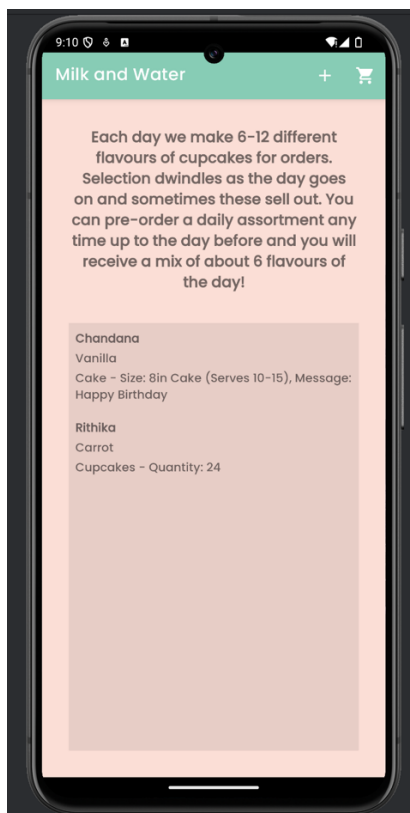 9:10
Milk and Water
Each day we make 6-12 different
flavours of cupcakes for orders.
Selection dwindles as the day goes
on and sometimes these sell out. You
can pre-order a daily assortment any
time up to the day before and you will
receive a mix of about 6 flavours of
the day!
Chandana
Vanilla
Cake - Size: 8in Cake (Serves 10-15), Message:
Happy Birthday
Rithika
Carrot
Cupcakes - Quantity: 24